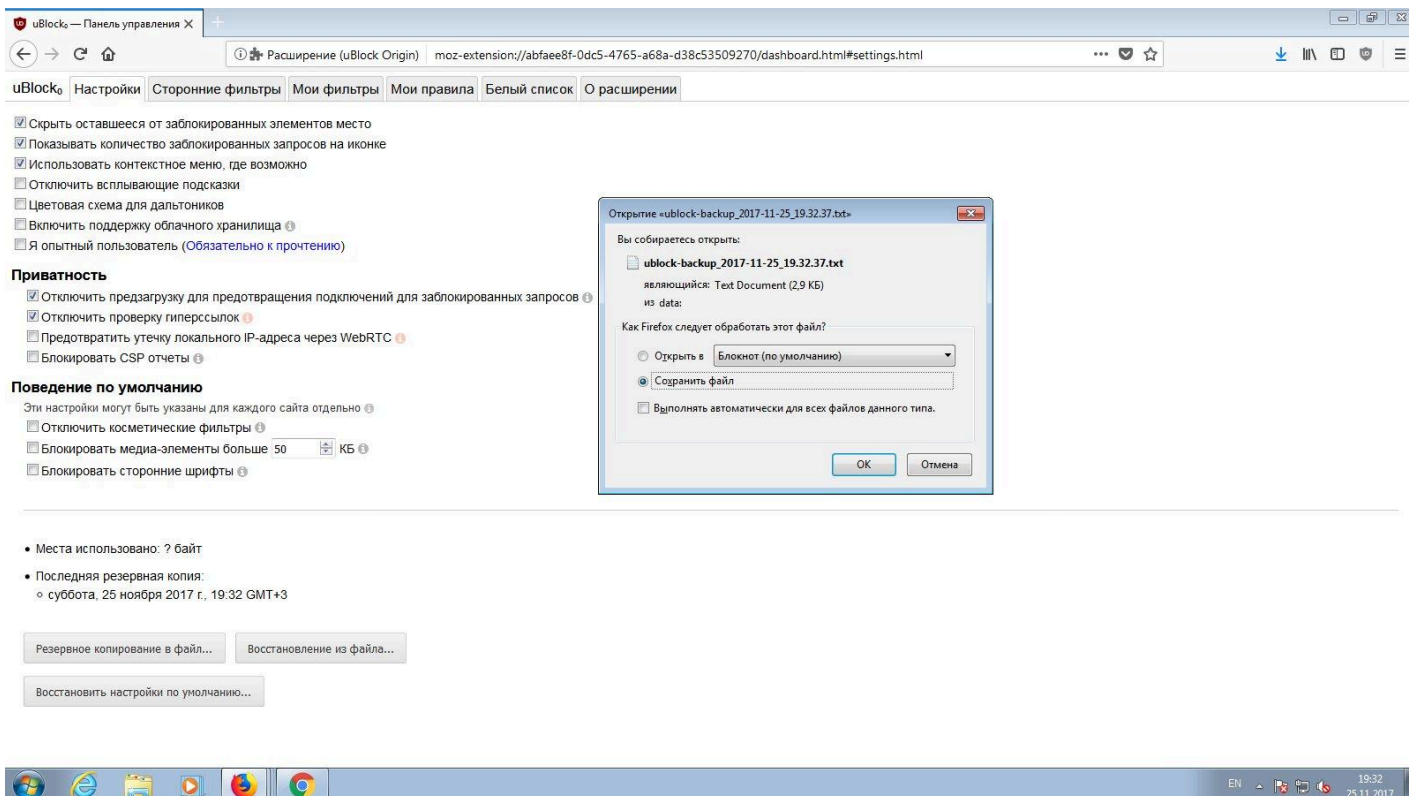 uBlock₀ — Панель управления
Расширение (uBlock Origin) moz-extension://abfaee8f-0dc5-4765-a68a-d38c53509270/dashboard.html#settings.html
uBlock₀ Настройки Сторонние фильтры Мои фильтры Мои правила Белый список О расширении
Скрыть оставшееся от заблокированных элементов место
Показывать количество заблокированных запросов на иконке
Использовать контекстное меню, где возможно
Отключить всплывающие подсказки
Цветовая схема для дальтоников
Включить поддержку облачного хранилища
Я опытный пользователь (Обязательно к прочтению)
Приватность
Отключить предзагрузку для предотвращения подключений для заблокированных запросов
Отключить проверку гиперссылок
Предотвратить утечку локального IP-адреса через WebRTC
Блокировать CSP отчеты
Поведение по умолчанию
Эти настройки могут быть указаны для каждого сайта отдельно
Отключить косметические фильтры
Блокировать медиа-элементы больше 50 КБ
Блокировать сторонние шрифты
Места использовано: ? байт
Последняя резервная копия:
суббота, 25 ноября 2017 г., 19:32 GMT+3
Резервное копирование в файл... Восстановление из файла...
Восстановить настройки по умолчанию...
Открытие «ublock-backup_2017-11-25_19.32.37.txt»
Вы собираетесь открыть:
ublock-backup_2017-11-25_19.32.37.txt
являющийся: Text Document (2,9 КБ)
из data:
Как Firefox следует обработать этот файл?
Открыть в Блокнот (по умолчанию)
Сохранить файл
Выполнять автоматически для всех файлов данного типа.
OK Отмена
EN 19:32
25.11.2017